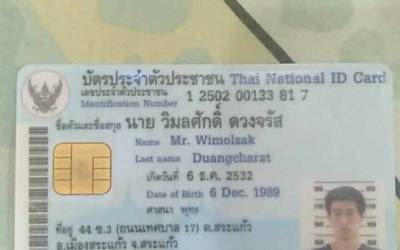 บัตรประจำตัวประชาชน Thai National ID Card
เลขประจำตัวประชาชน
Identification Number 1 2502 00133 81 7
ชื่อตัวและชื่อสกุล นาย วิมลศักดิ์ ดวงจรัส
Name Mr. Wimolsak
Last name Duangcharat
เกิดวันที่ 6 ธ.ค. 2532
Date of Birth 6 Dec. 1989
ศาสนา พุทธ
ที่อยู่ 44 ซ.3 (ถนนเทศบาล 17) ต.สระแก้ว
อ.เมืองสระแก้ว จ.สระแก้ว